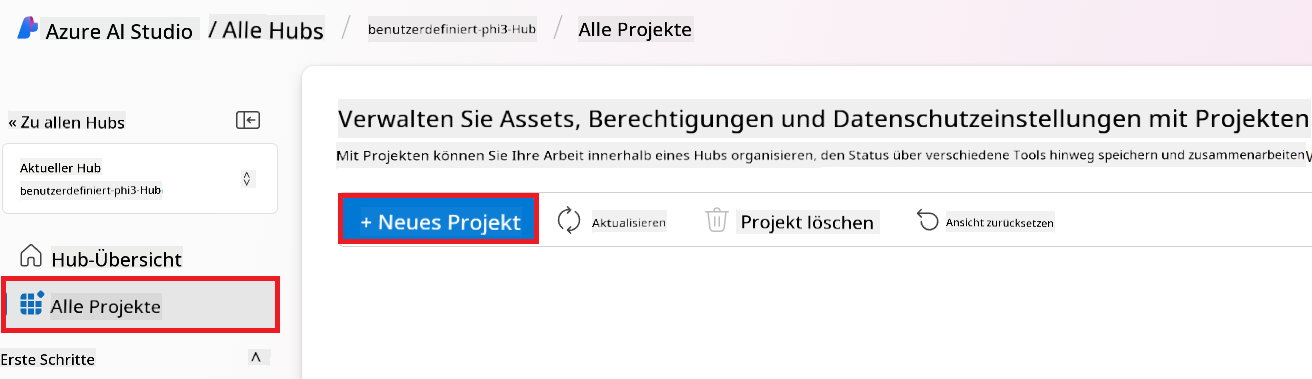 Azure AI Studio / Alle Hubs / benutzerdefiniert-phi3-Hub / Alle Projekte
« Zu allen Hubs
Aktueller Hub
benutzerdefiniert-phi3-Hub
Hub-Übersicht
Alle Projekte
Erste Schritte
Verwalten Sie Assets, Berechtigungen und Datenschutzeinstellungen mit Projekten
Mit Projekten können Sie Ihre Arbeit innerhalb eines Hubs organisieren, den Status über verschiedene Tools hinweg speichern und zusammenarbeiten
+ Neues Projekt Aktualisieren Projekt löschen Ansicht zurücksetzen